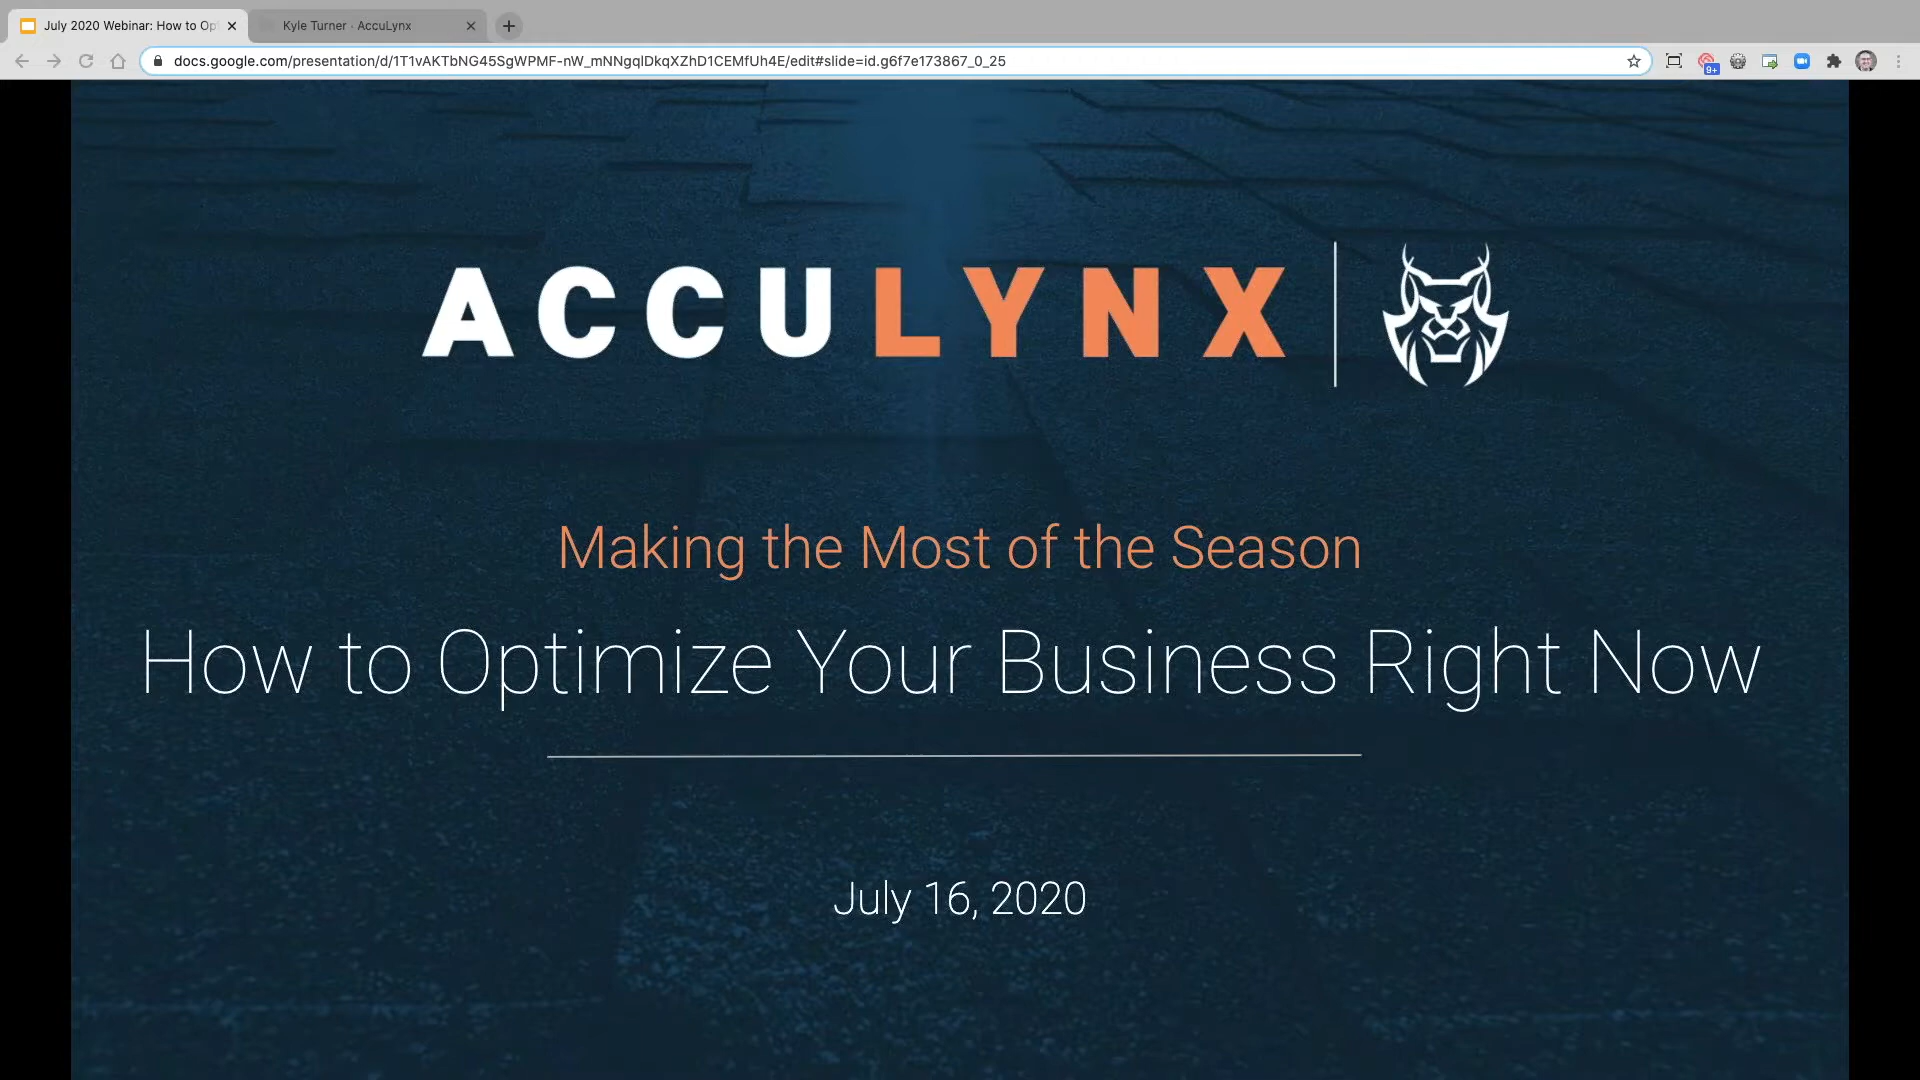 July 2020 Webinar: How to Op
Kyle Turner · AccuLynx
docs.google.com/presentation/d/1T1vAKTbNG45SgWPMF-nW_mNNgqlDkqXZhD1CEMfUh4E/edit#slide=id.g6f7e173867_0_25
9+
ACCULYNX
Making the Most of the Season
How to Optimize Your Business Right Now
July 16, 2020